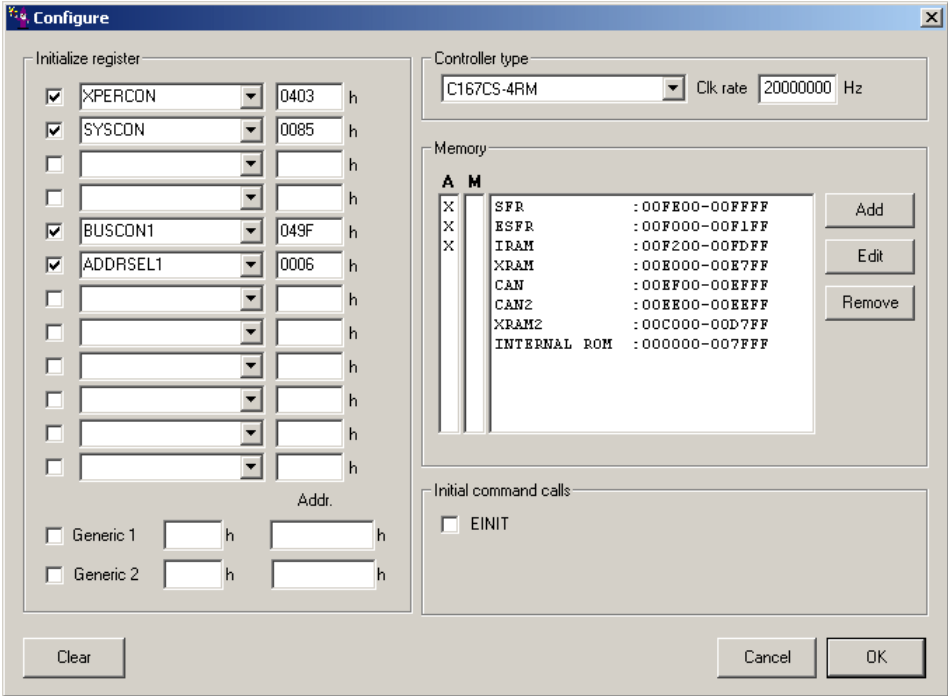 Configure
Initialize register
XPERCON 0403 h
SYSCON 0085 h
h
h
BUSCON1 049F h
ADDRSEL1 0006 h
h
h
h
h
h
h
Addr.
Generic 1 h h
Generic 2 h h
Controller type
C167CS-4RM Clk rate 20000000 Hz
Memory
A M
X SFR :00FE00-00FFFF
X ESFR :00F000-00F1FF
X IRAM :00F200-00FDFF
XRAM :00E000-00E7FF
CAN :00EF00-00EFFF
CAN2 :00EE00-00EEFF
XRAM2 :00C000-00D7FF
INTERNAL ROM :000000-007FFF
Add
Edit
Remove
Initial command calls
EINIT
Clear
Cancel
OK